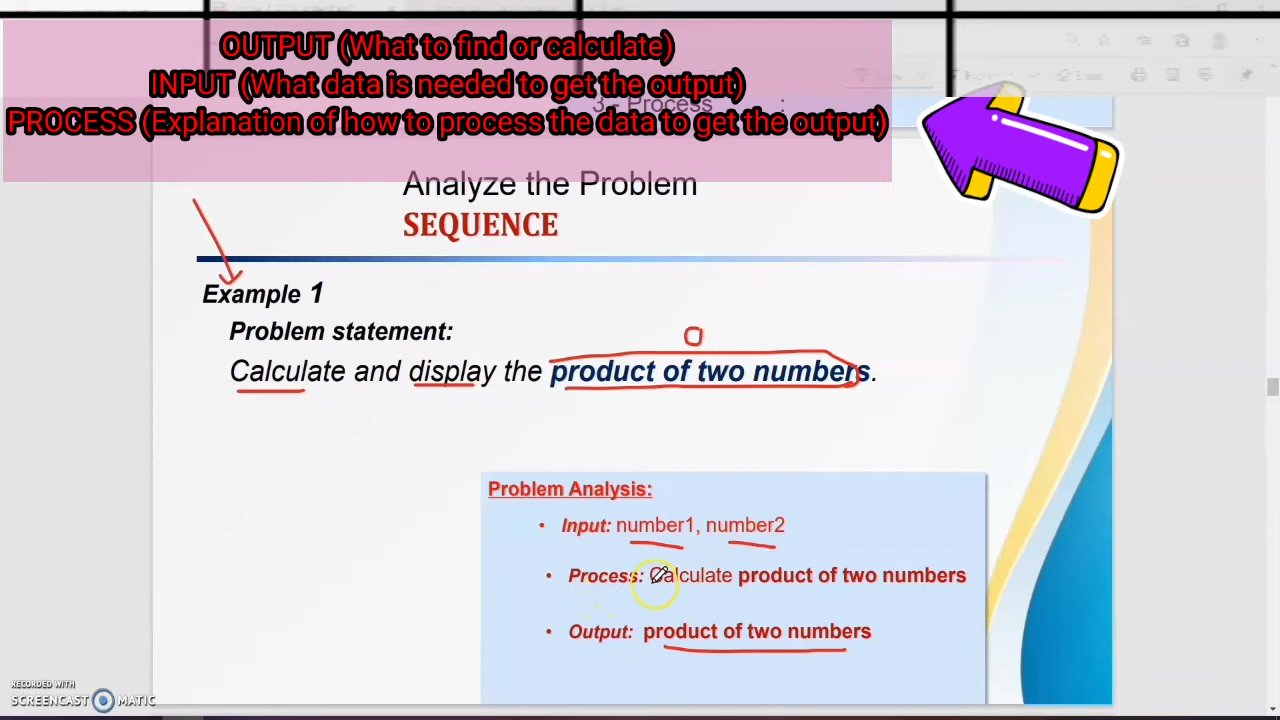 OUTPUT (What to find or calculate)
INPUT (What data is needed to get the output)
3 - Process :
PROCESS (Explanation of how to process the data to get the output)
Analyze the Problem
SEQUENCE
Example 1
Problem statement:
O
Calculate and display the product of two numbers.
Problem Analysis:
• Input: number1, number2
• Process: Calculate product of two numbers
• Output: product of two numbers
RECORDED WITH
SCREENCAST MATIC